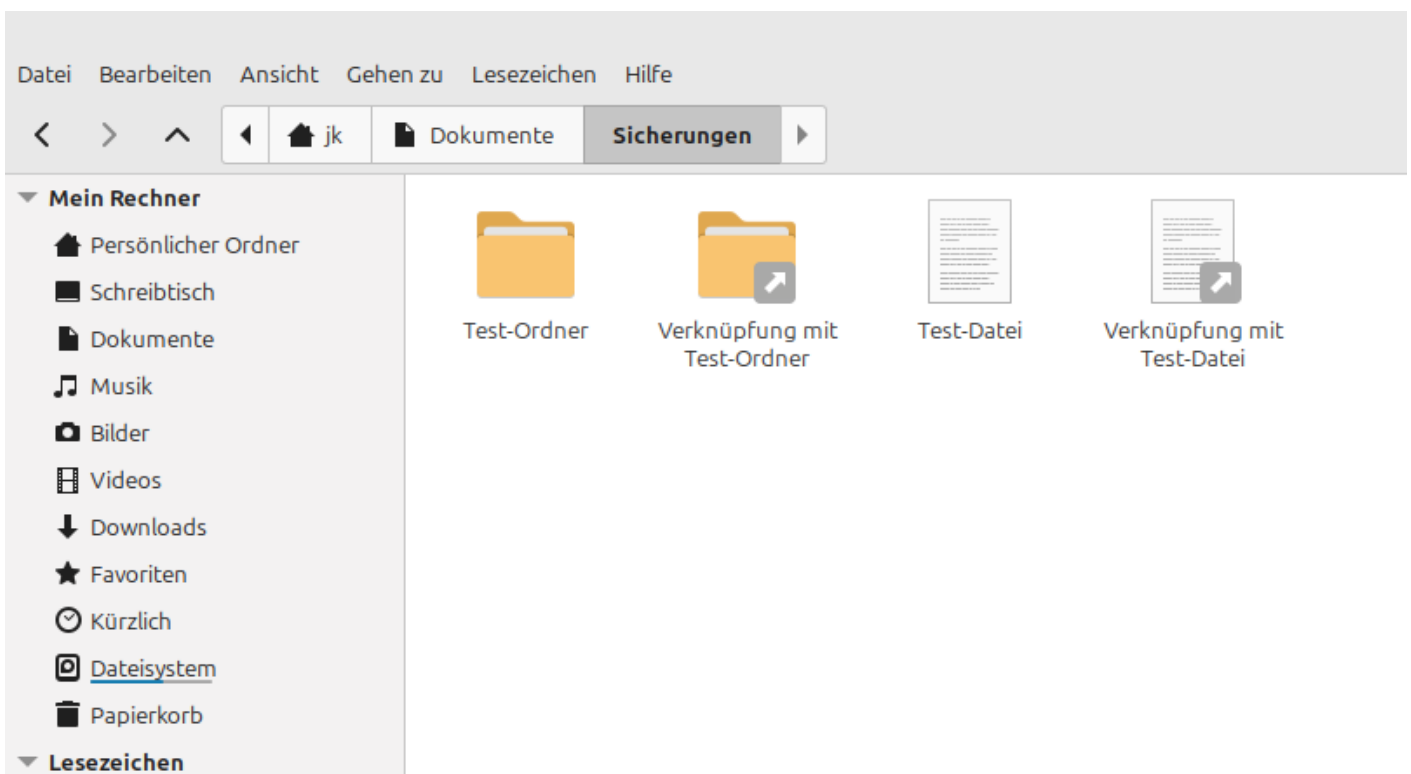 Datei Bearbeiten Ansicht Gehen zu Lesezeichen Hilfe
jk Dokumente Sicherungen
Mein Rechner
Persönlicher Ordner
Schreibtisch
Dokumente
Musik
Bilder
Videos
Downloads
Favoriten
Kürzlich
Dateisystem
Papierkorb
Lesezeichen
Test-Ordner
Verknüpfung mit
Test-Ordner
Test-Datei
Verknüpfung mit
Test-Datei